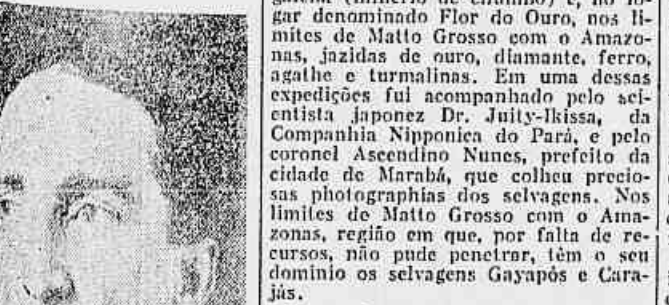 (minerio de e, no lo-
gar denominado Flor do Ouro, nos li-
mites de Matto Grosso com o Amazo-
nas, jazidas de ouro, diamante, ferro,
agathe e turmalinas. Em uma dessas
expedições fui acompanhado pelo sci-
entista japonez Dr. Juity-Ikissa, da
Companhia Nipponica do Pará, e pelo
coronel Ascendino Nunes, prefeito da
cidade de Marabá, que colheu precio-
sas photographias dos selvagens. Nos
limites de Matto Grosso com o Ama-
zonas, região em que, por falta de re-
cursos, não pude penetrar, têm o seu
dominio os selvagens Gayapós e Cara-
jás.